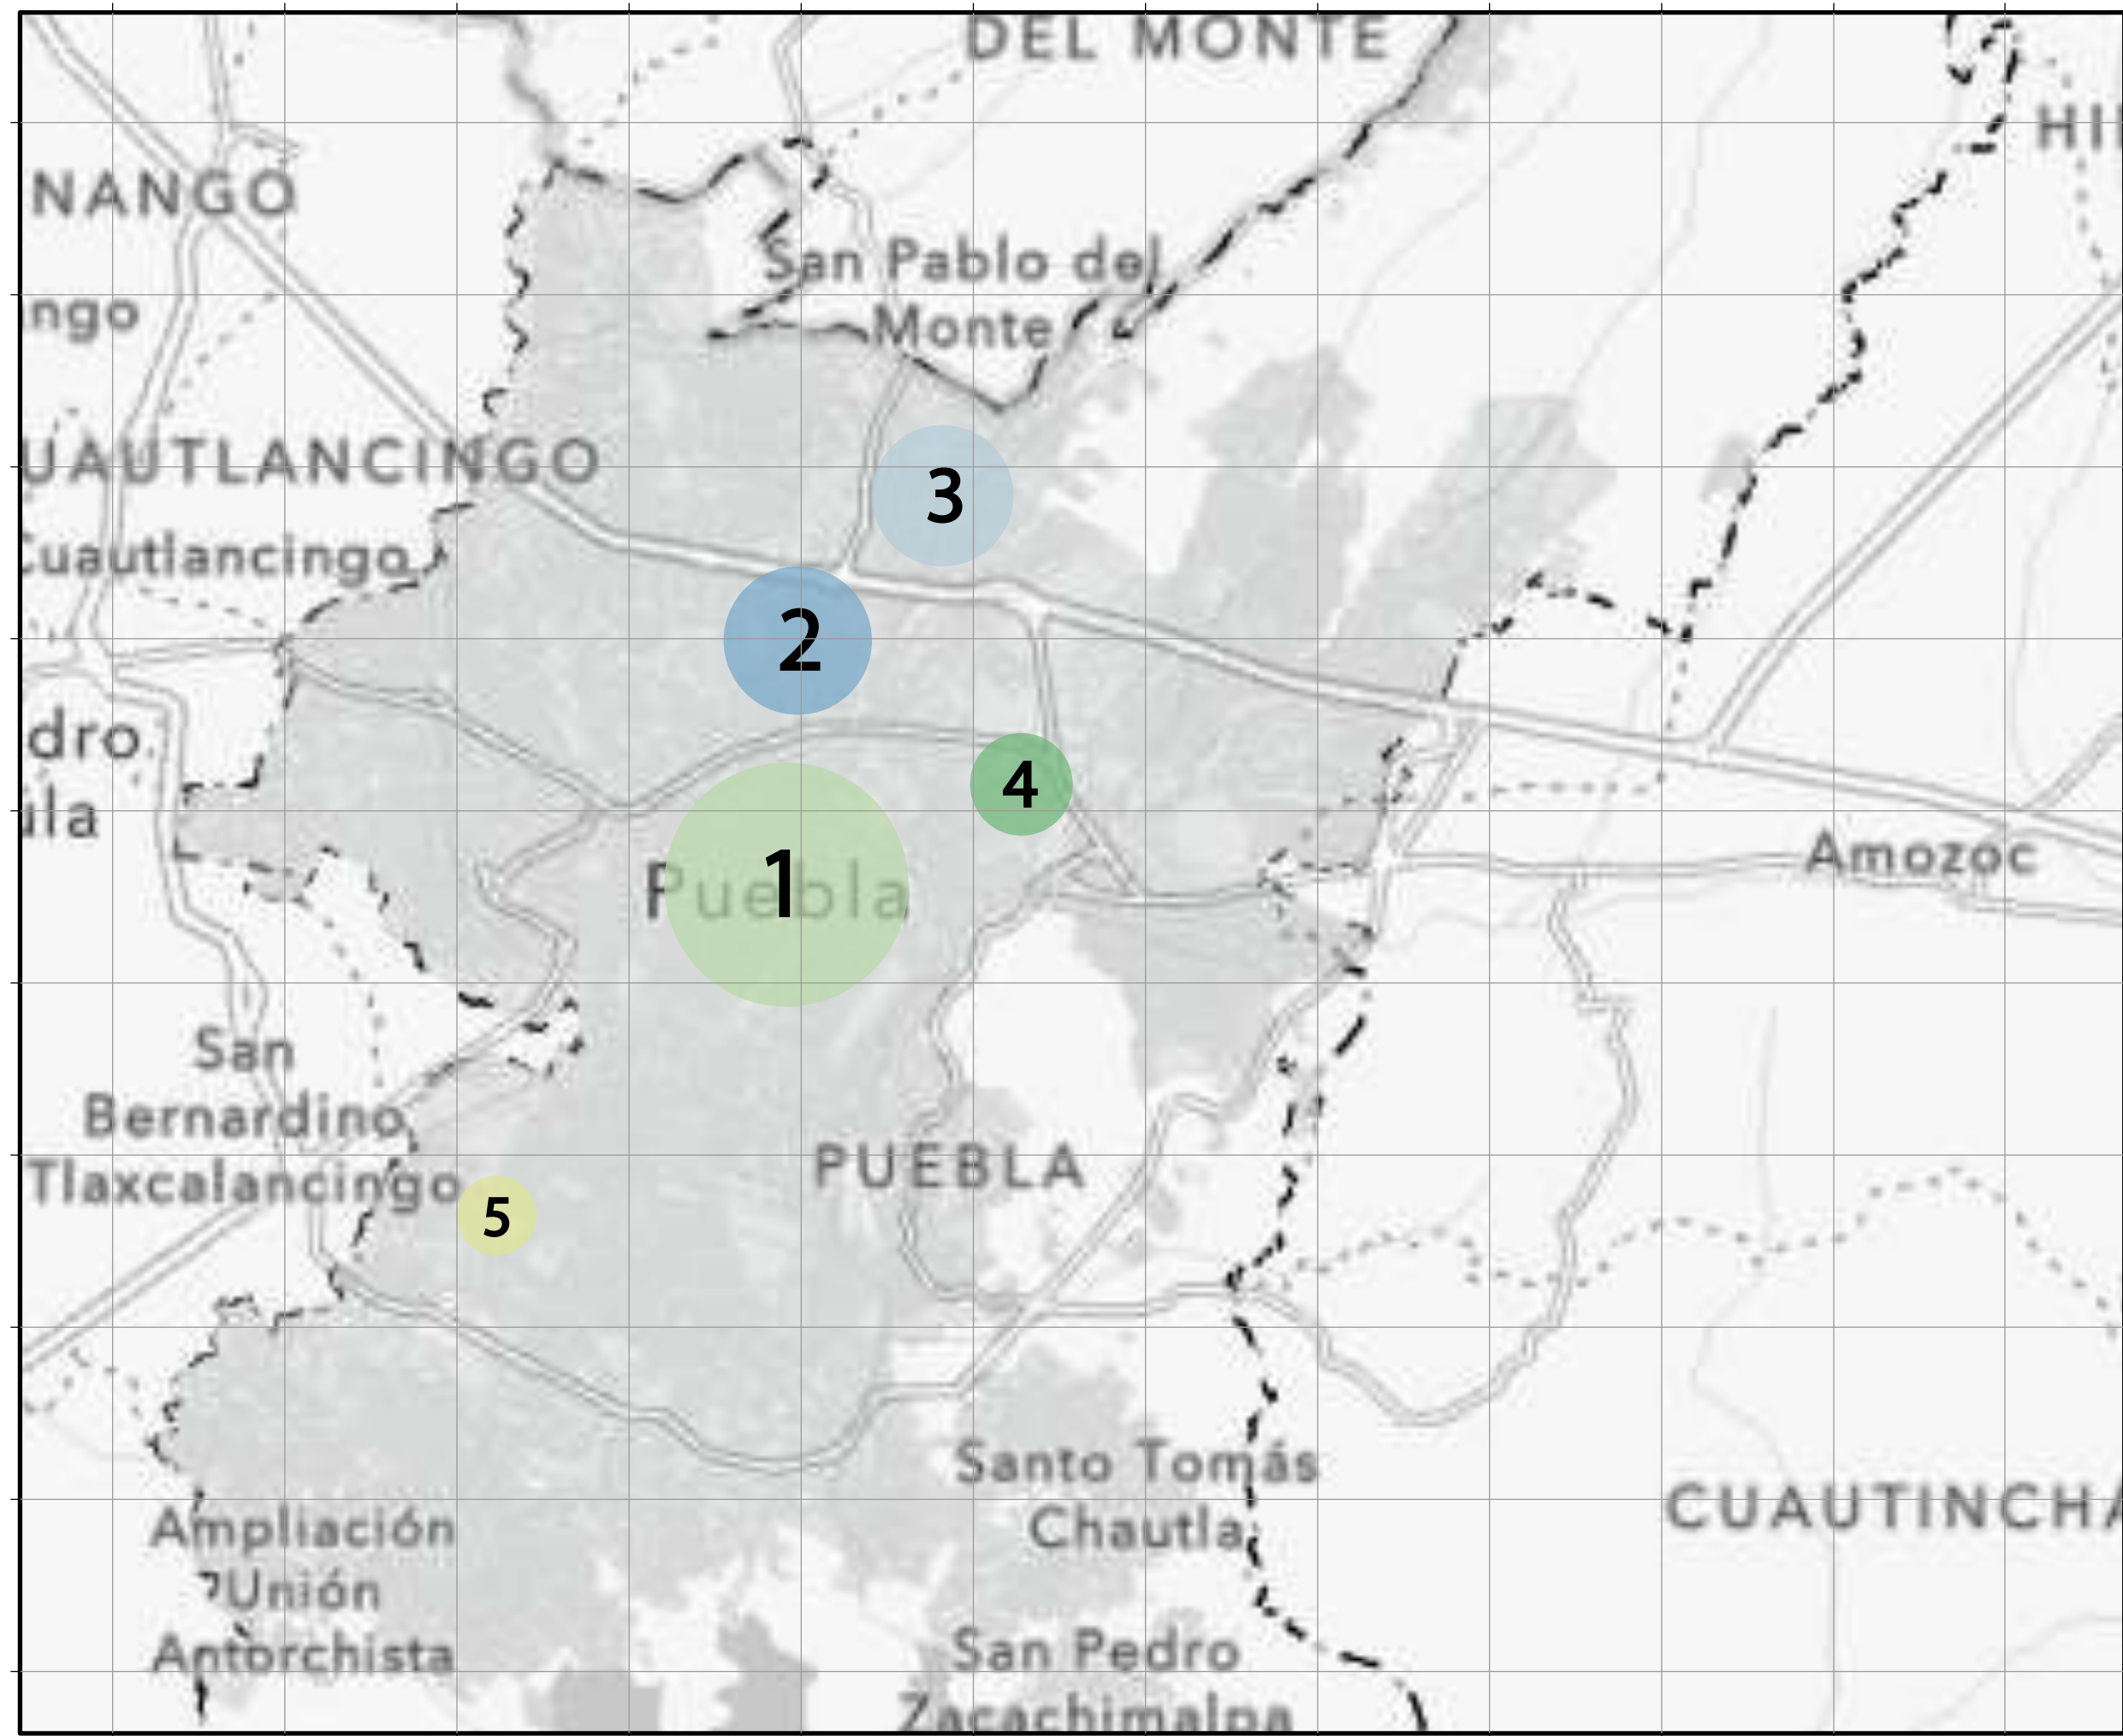 DEL MONTE
HI
NANGO
San Pablo del
Monte
ngo
UAUTLANCINGO
3
Cuautlancingo
2
dro
ula
4
Amozoc
1
Puebla
San
Bernardino
Tlaxcalancingo
PUEBLA
5
Santo Tomás
Chautla
CUAUTINCHA
Ampliación
Unión
Antorchista
San Pedro
Zacachimalpa